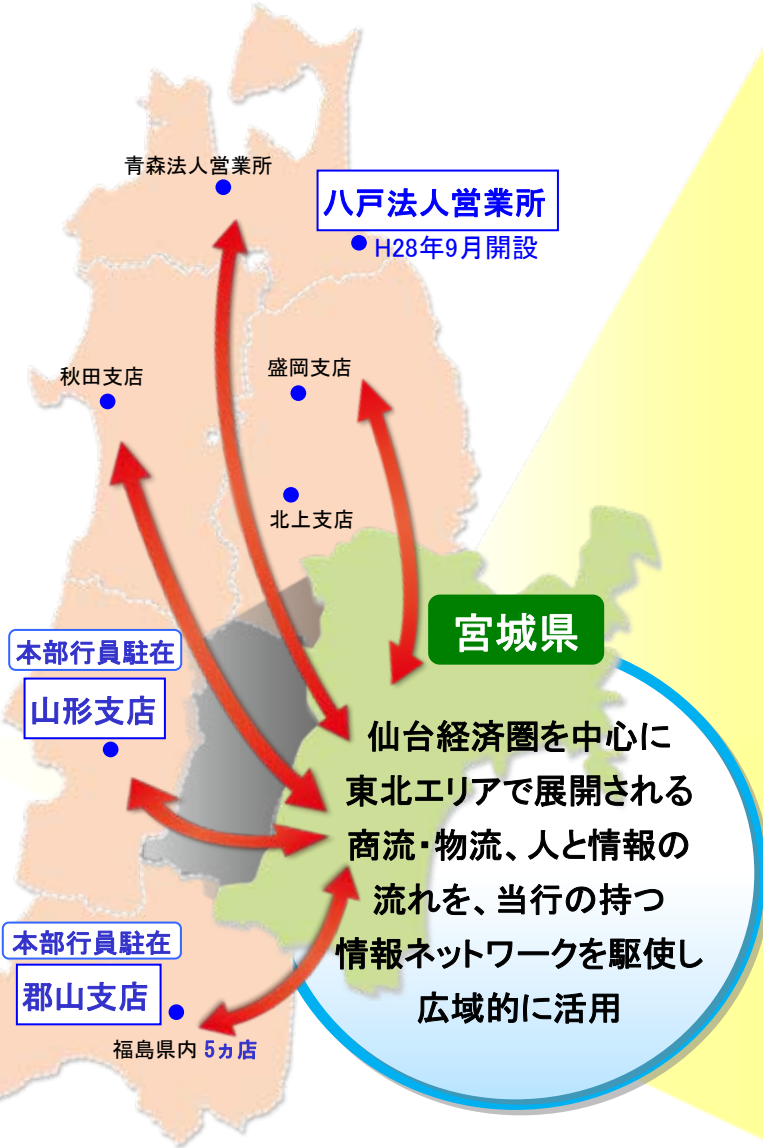 青森法人営業所
八戸法人営業所
H28年9月開設
秋田支店
盛岡支店
北上支店
宮城県
本部行員駐在
山形支店
仙台経済圏を中心に
東北エリアで展開される
商流・物流、人と情報の
流れを、当行の持つ
情報ネットワークを駆使し
広域的に活用
本部行員駐在
郡山支店
福島県内 5ヵ店